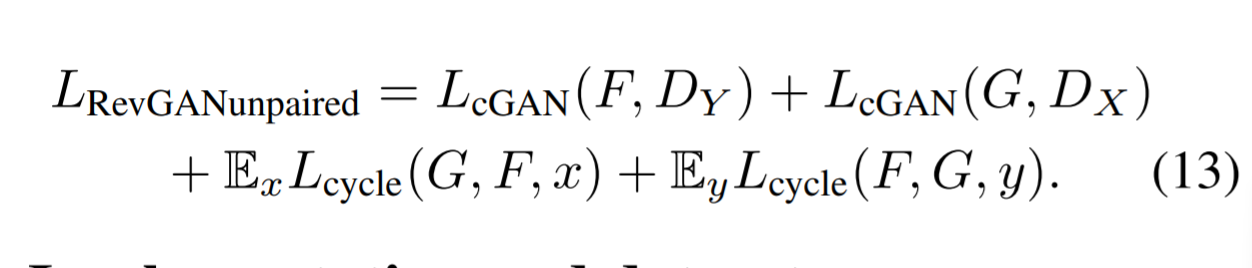 L_RevGANunpaired = L_cGAN(F, D_Y) + L_cGAN(G, D_X)
+ 𝔼_x L_cycle(G, F, x) + 𝔼_y L_cycle(F, G, y). (13)